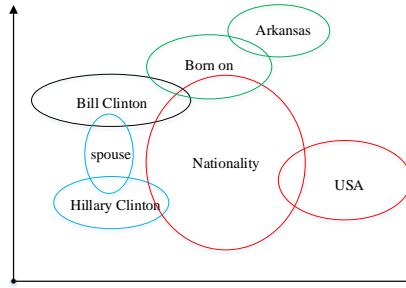 Arkansas
Born on
Bill Clinton
spouse
Nationality
USA
Hillary Clinton